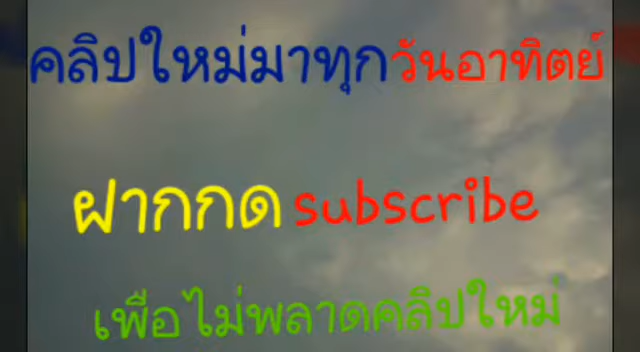 คลิปใหม่มาทุกวันอาทิตย์
ฝากกด subscribe
เพื่อไม่พลาดคลิปใหม่